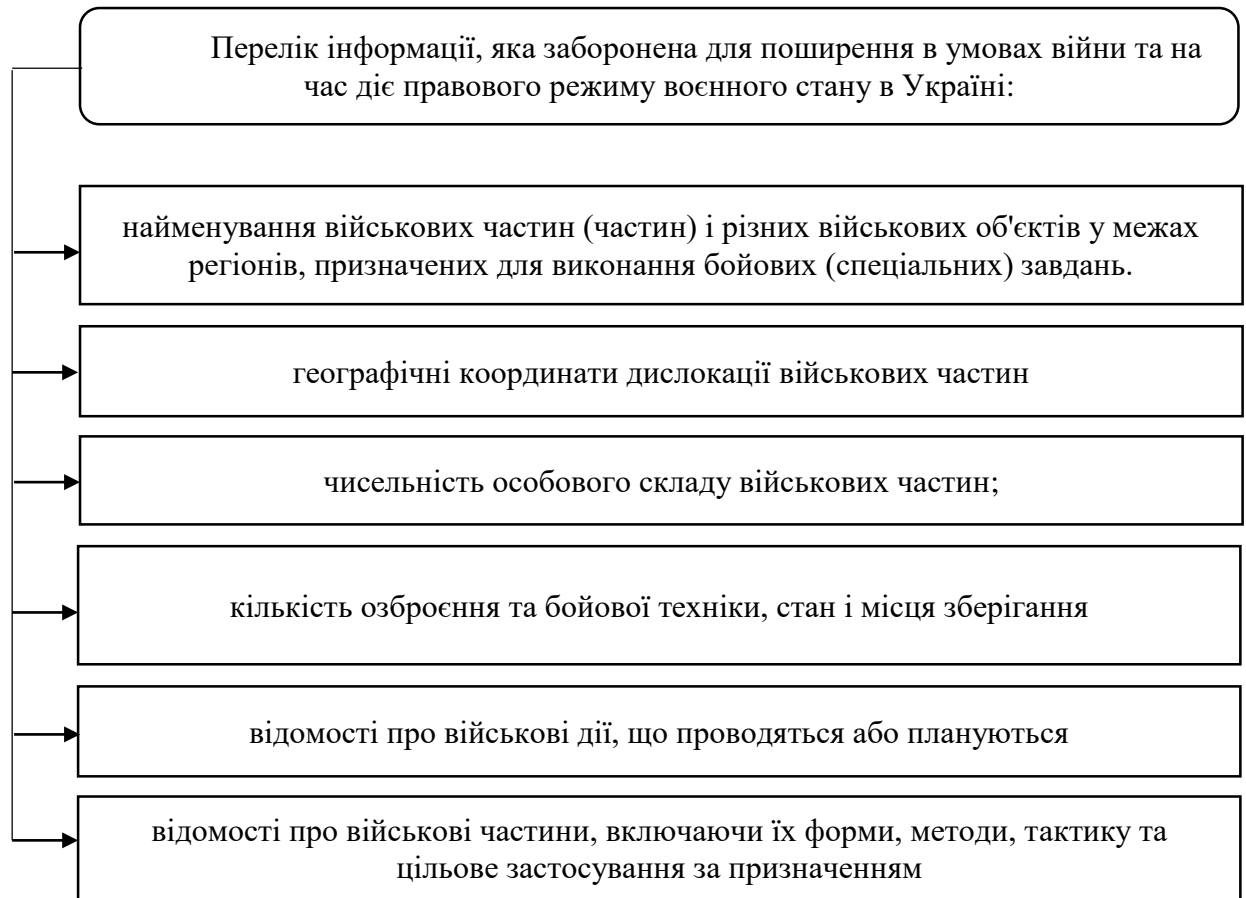 Перелік інформації, яка заборонена для поширення в умовах війни та на
час діє правового режиму воєнного стану в Україні:
найменування військових частин (частин) і різних військових об'єктів у межах
регіонів, призначених для виконання бойових (спеціальних) завдань.
географічні координати дислокації військових частин
чисельність особового складу військових частин;
кількість озброєння та бойової техніки, стан і місця зберігання
відомості про військові дії, що проводяться або плануються
відомості про військові частини, включаючи їх форми, методи, тактику та
цільове застосування за призначенням